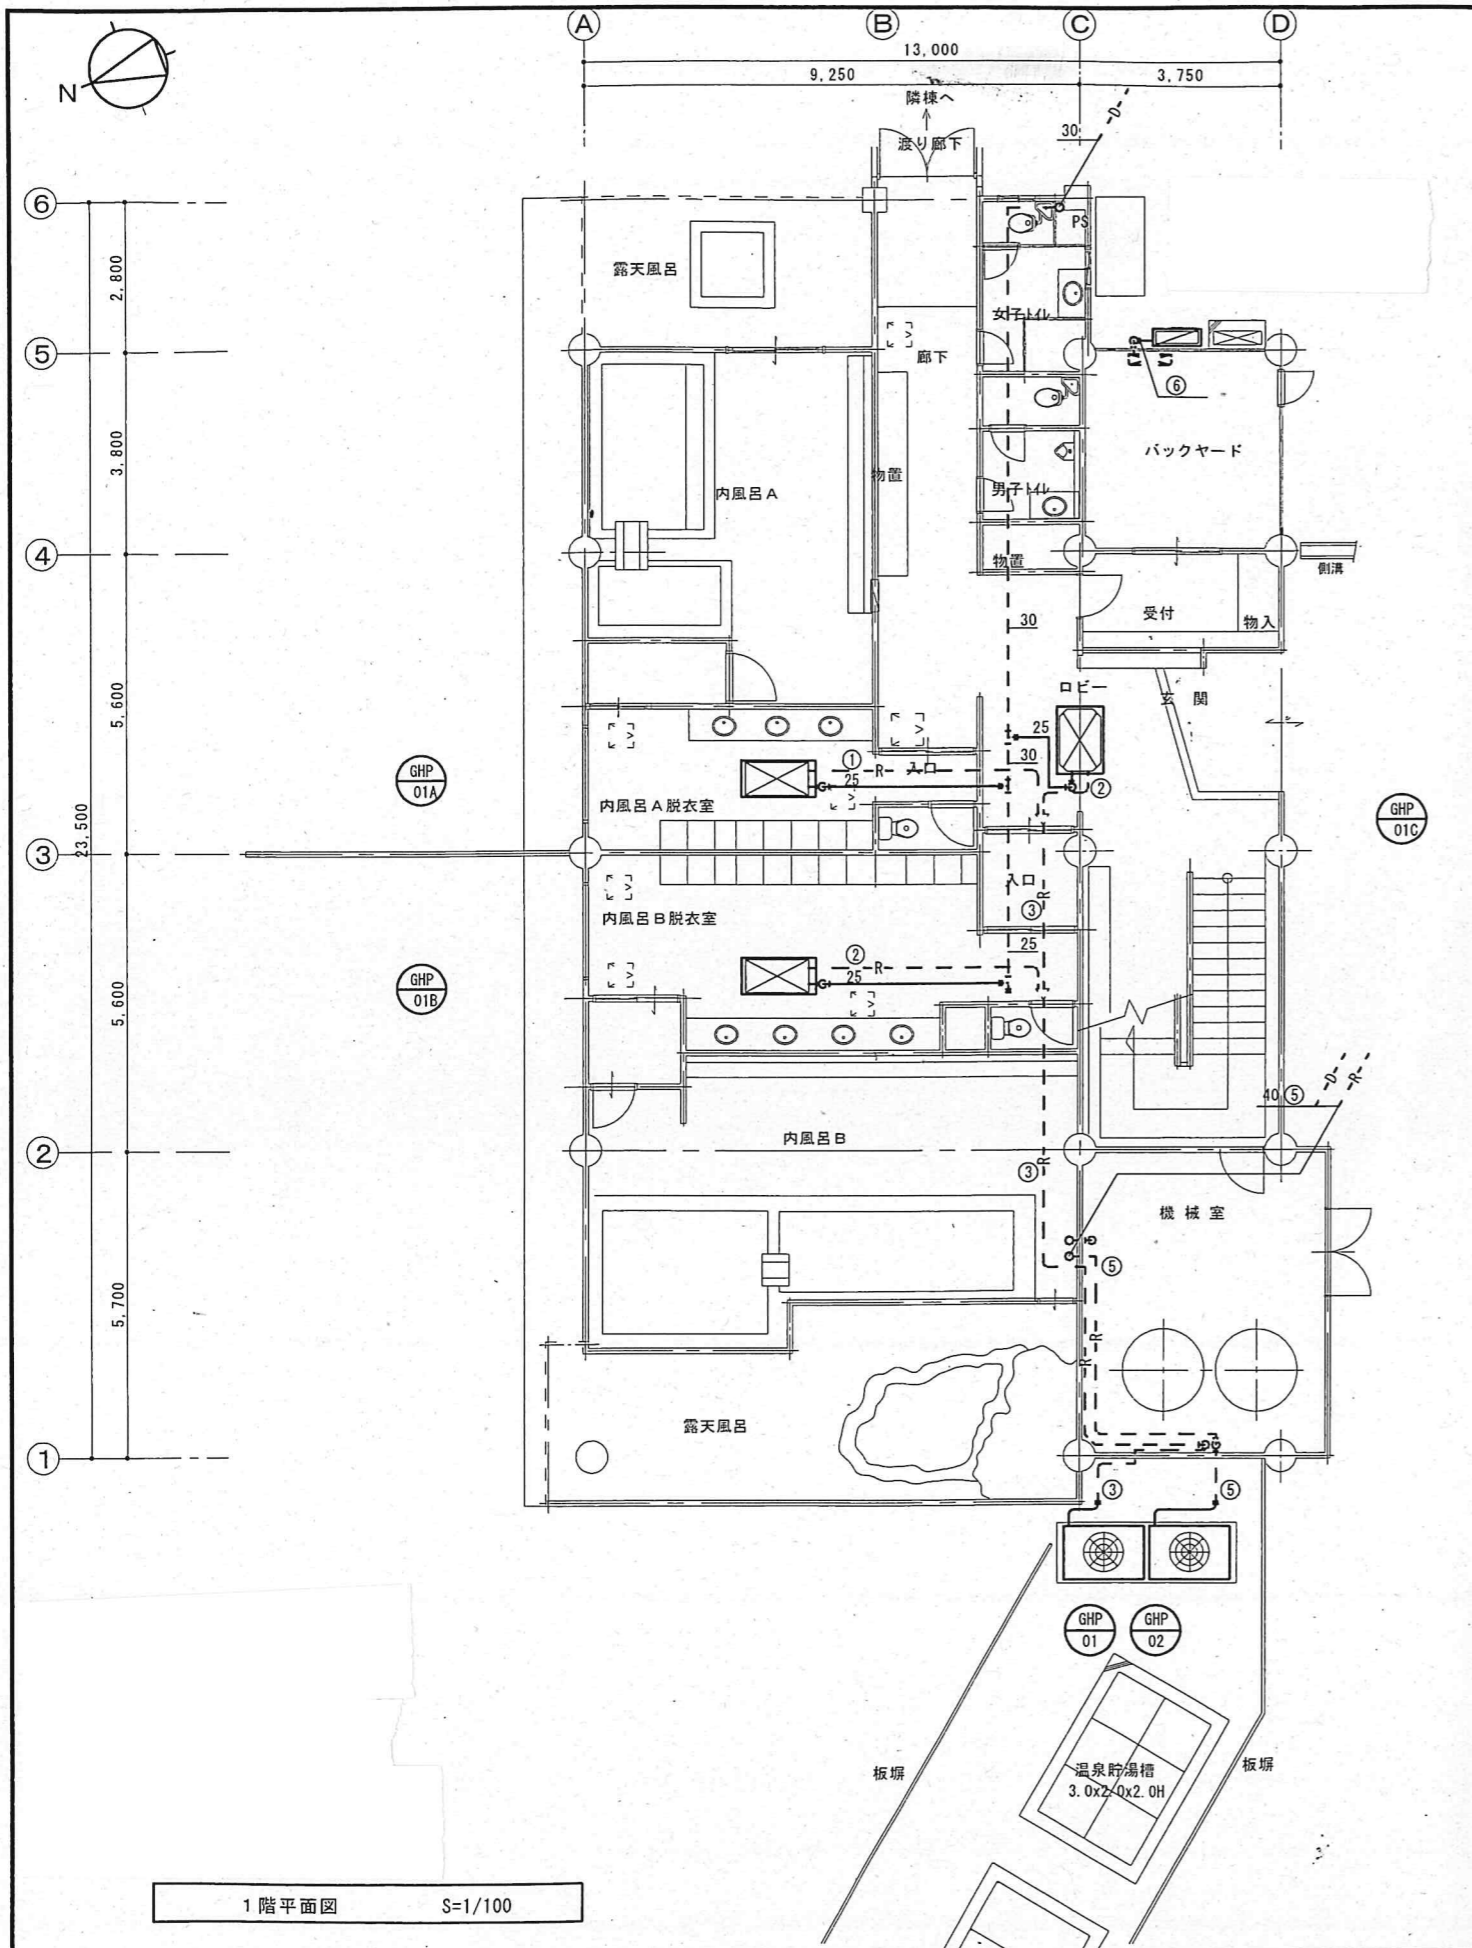 A
B
C
D
13,000
9,250
3,750
N
隣棟へ
渡り廊下
30
D
6
PS
2,800
露天風呂
女子トイレ
5
廊下
6
3,800
バックヤード
物置
内風呂A
男子トイレ
4
物置
側溝
受付
物入
30
5,600
ロビー
玄関
25
1
R
入口
30
GHP
01A
25
2
内風呂A脱衣室
GHP
01C
23,500
3
入口
R
3
内風呂B脱衣室
25
2
R
GHP
01B
25
5,600
D
R
40
5
内風呂B
2
3
R
機械室
5
5,700
R
R
露天風呂
1
3
5
GHP
01
GHP
02
板塀
温泉貯湯槽
3.0x2.0x2.0H
板塀
1階平面図 S=1/100